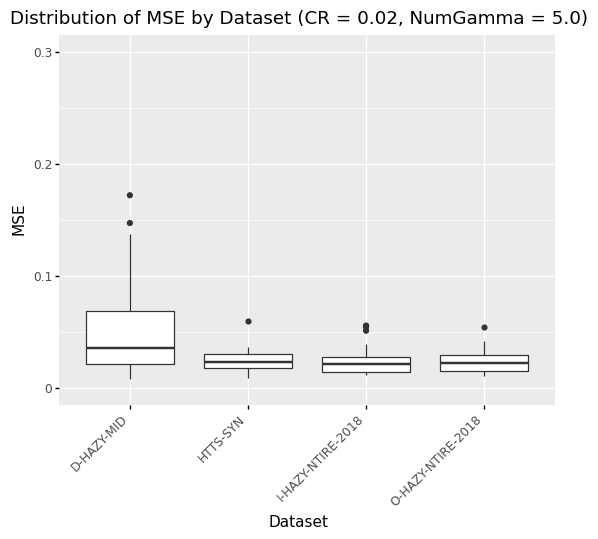 Distribution of MSE by Dataset (CR = 0.02, NumGamma = 5.0)
0.3
0.2
0.1
0
MSE
D-HAZY-MID
HTTS-SYN
I-HAZY-NTIRE-2018
O-HAZY-NTIRE-2018
Dataset